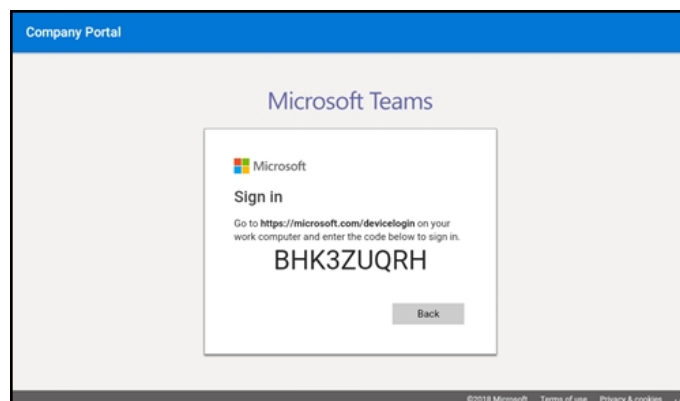 Company Portal
Microsoft Teams
Microsoft
Sign in
Go to https://microsoft.com/devicelogin on your
work computer and enter the code below to sign in.
BHK3ZUQRH
Back
©2018 Microsoft Terms of use Privacy & cookies